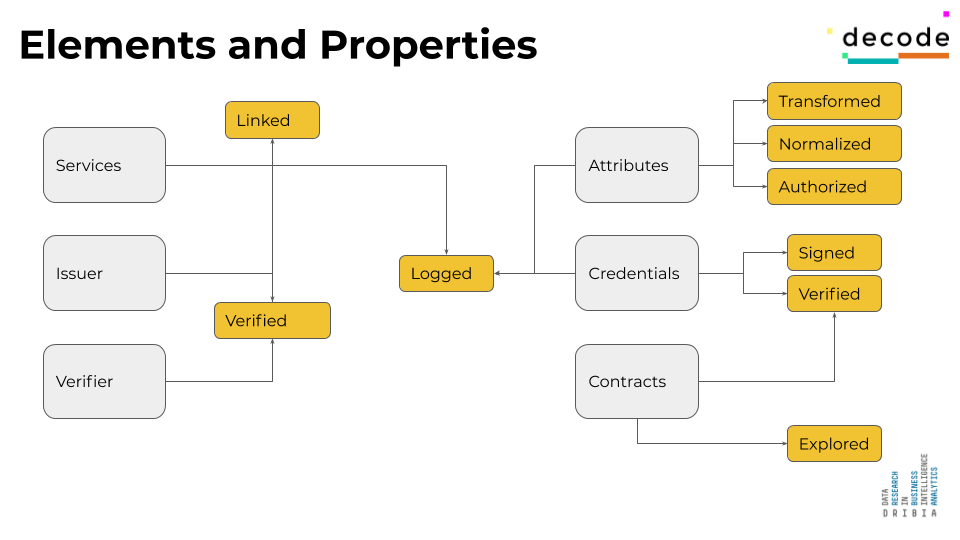 Elements and Properties
decode
Linked
Services
Issuer
Verified
Verifier
Logged
Attributes
Transformed
Normalized
Authorized
Credentials
Signed
Verified
Contracts
Explored
DATA
RESEARCH
IN
BUSINESS
INTELLIGENCE
ANALYTICS
DRIBIA